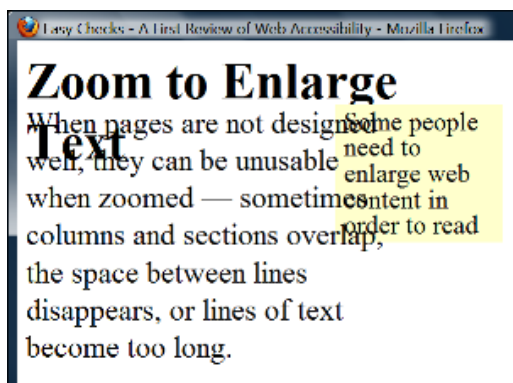 Easy Checks - A First Review of Web Accessibility - Mozilla Firefox
Zoom to Enlarge
Text
When pages are not designed
well, they can be unusable
when zoomed — sometimes
columns and sections overlap,
the space between lines
disappears, or lines of text
become too long.
Some people
need to
enlarge web
content in
order to read